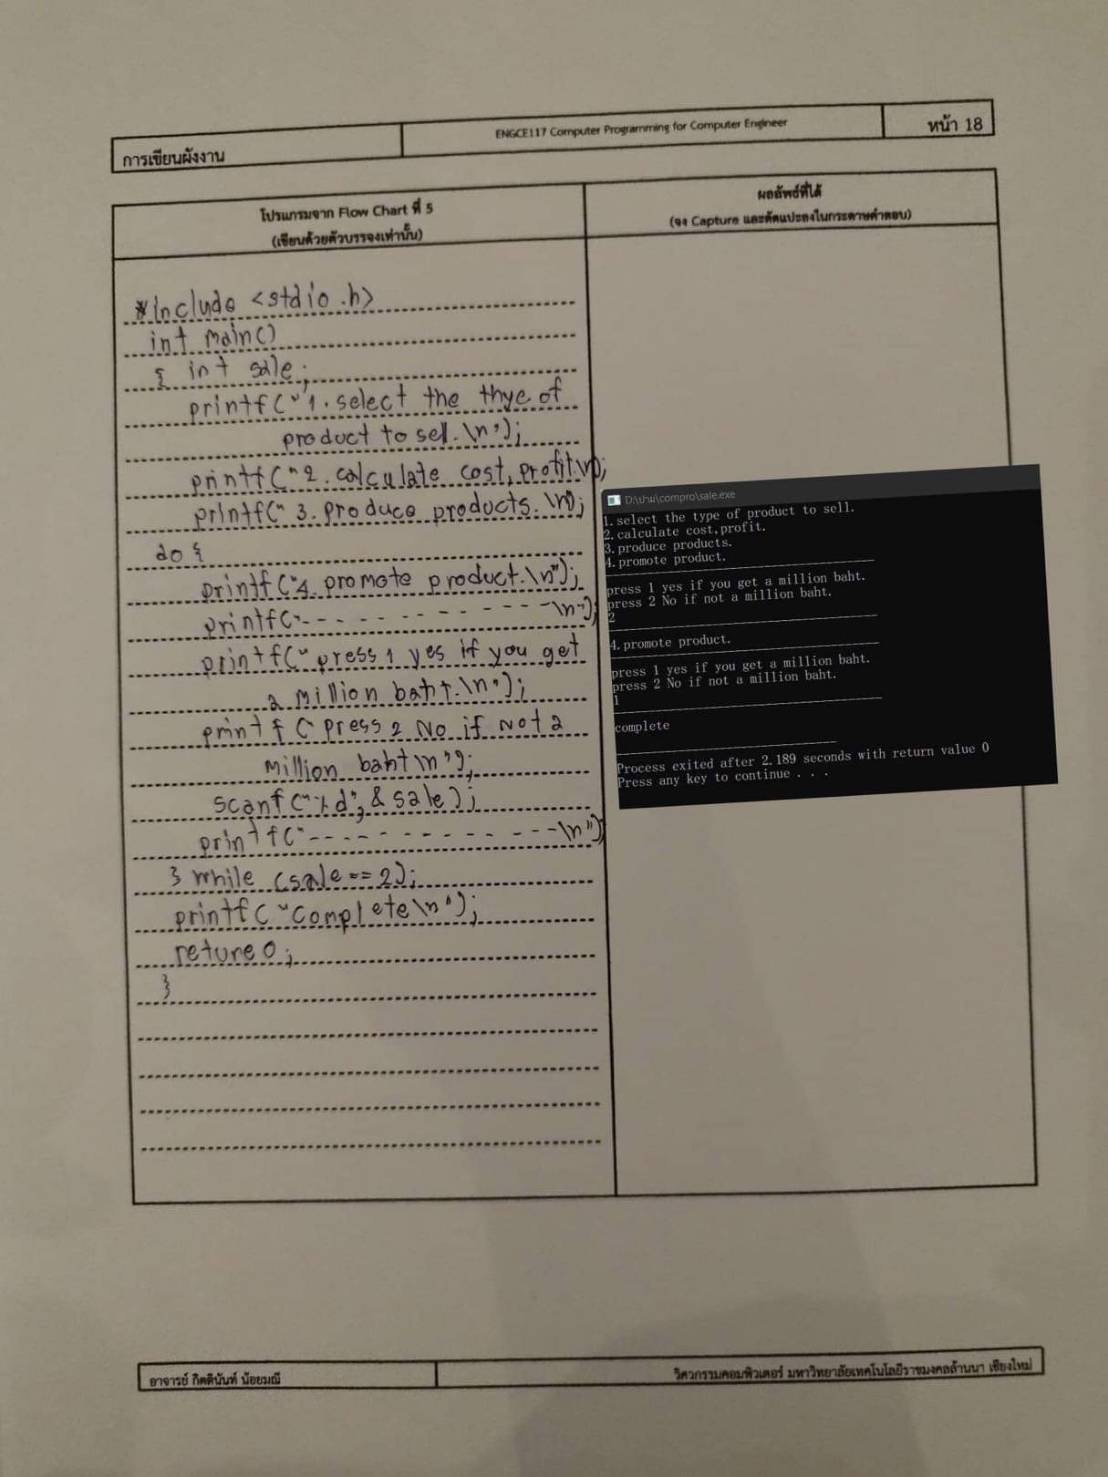 การเขียนผังงาน
ENGCE117 Computer Programming for Computer Engineer
หน้า 18
โปรแกรมจาก Flow Chart ที่ 5
(เขียนด้วยตัวบรรจงเท่านั้น)
ผลลัพธ์ที่ได้
(จง Capture และตัดแปะลงในกระดาษคำตอบ)
#include <stdio.h>
int main()
{ int sale;
printf("1.select the thye of
product to sell.\n");
printf("2.calculate cost,profit.\n");
printf("3.produce products.\n");
do {
printf("4.promote product.\n");
printf("-----------\n");
printf("press 1 yes if you get
a million baht.\n");
printf("press 2 No if Not a
million baht\n");
scanf("%d",&sale);
printf("------------\n");
} while (sale==2);
printf("complete\n");
reture 0;
}
D:\thu\compro\sale.exe
1.select the type of product to sell.
2.calculate cost,profit.
3.produce products.
4.promote product.
press 1 yes if you get a million baht.
press 2 No if not a million baht.
2
4.promote product.
press 1 yes if you get a million baht.
press 2 No if not a million baht.
1
complete
Process exited after 2.189 seconds with return value 0
Press any key to continue . . .
อาจารย์ กิตตินันท์ น้อยมณี
วิศวกรรมคอมพิวเตอร์ มหาวิทยาลัยเทคโนโลยีราชมงคลล้านนา เชียงใหม่